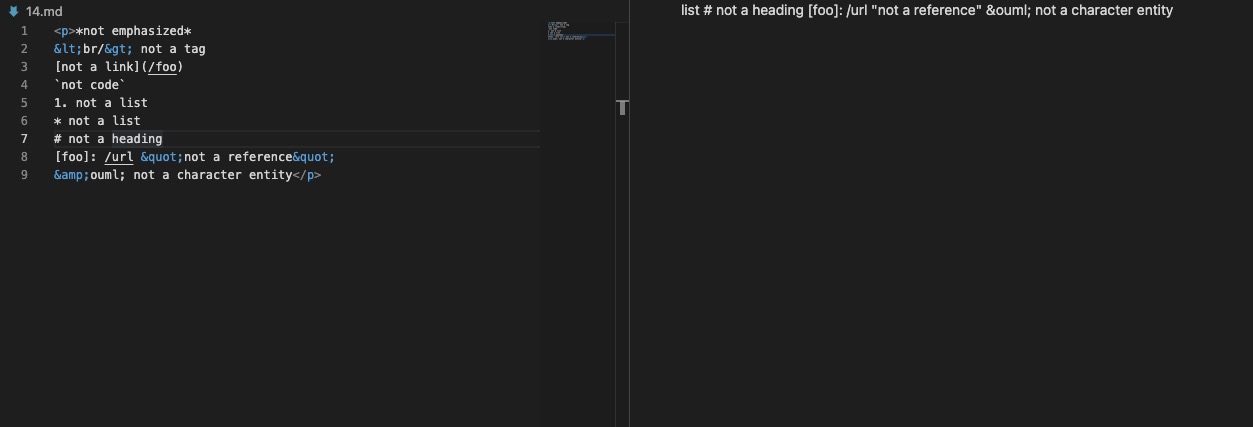 14.md
1 <p>*not emphasized*
2 &lt;br/&gt; not a tag
3 [not a link](/foo)
4 `not code`
5 1. not a list
6 * not a list
7 # not a heading
8 [foo]: /url &quot;not a reference&quot;
9 &amp;ouml; not a character entity</p>
list # not a heading [foo]: /url "not a reference" &ouml; not a character entity